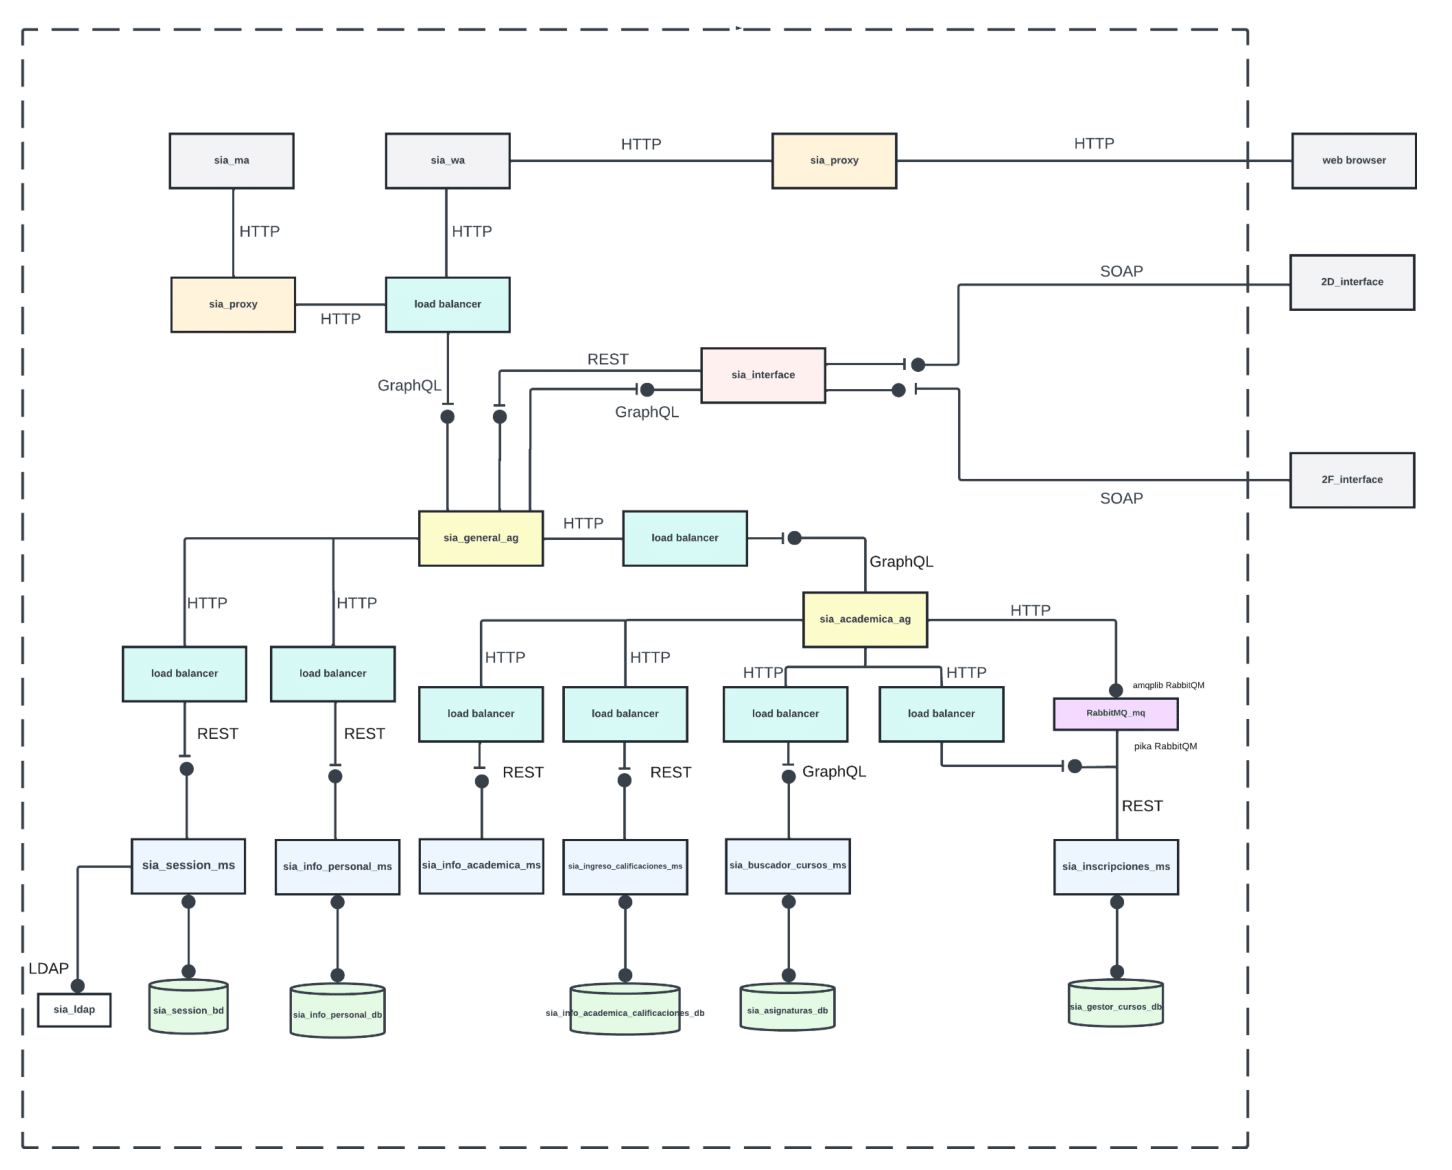 HTTP
HTTP
sia_ma
sia_wa
sia_proxy
web browser
HTTP
HTTP
SOAP
2D_interface
sia_proxy
load balancer
HTTP
REST
sia_interface
GraphQL
GraphQL
2F_interface
SOAP
HTTP
sia_general_ag
load balancer
GraphQL
HTTP
HTTP
HTTP
sia_academica_ag
HTTP
HTTP
HTTP
HTTP
load balancer
load balancer
amqplib RabbitQM
load balancer
load balancer
load balancer
load balancer
RabbitMQ_mq
REST
REST
pika RabbitQM
REST
REST
GraphQL
REST
sia_session_ms
sia_info_personal_ms
sia_info_academica_ms
sia_ingreso_calificaciones_ms
sia_buscador_cursos_ms
sia_inscripciones_ms
LDAP
sia_ldap
sia_session_bd
sia_info_personal_db
sia_info_academica_calificaciones_db
sia_asignaturas_db
sia_gestor_cursos_db